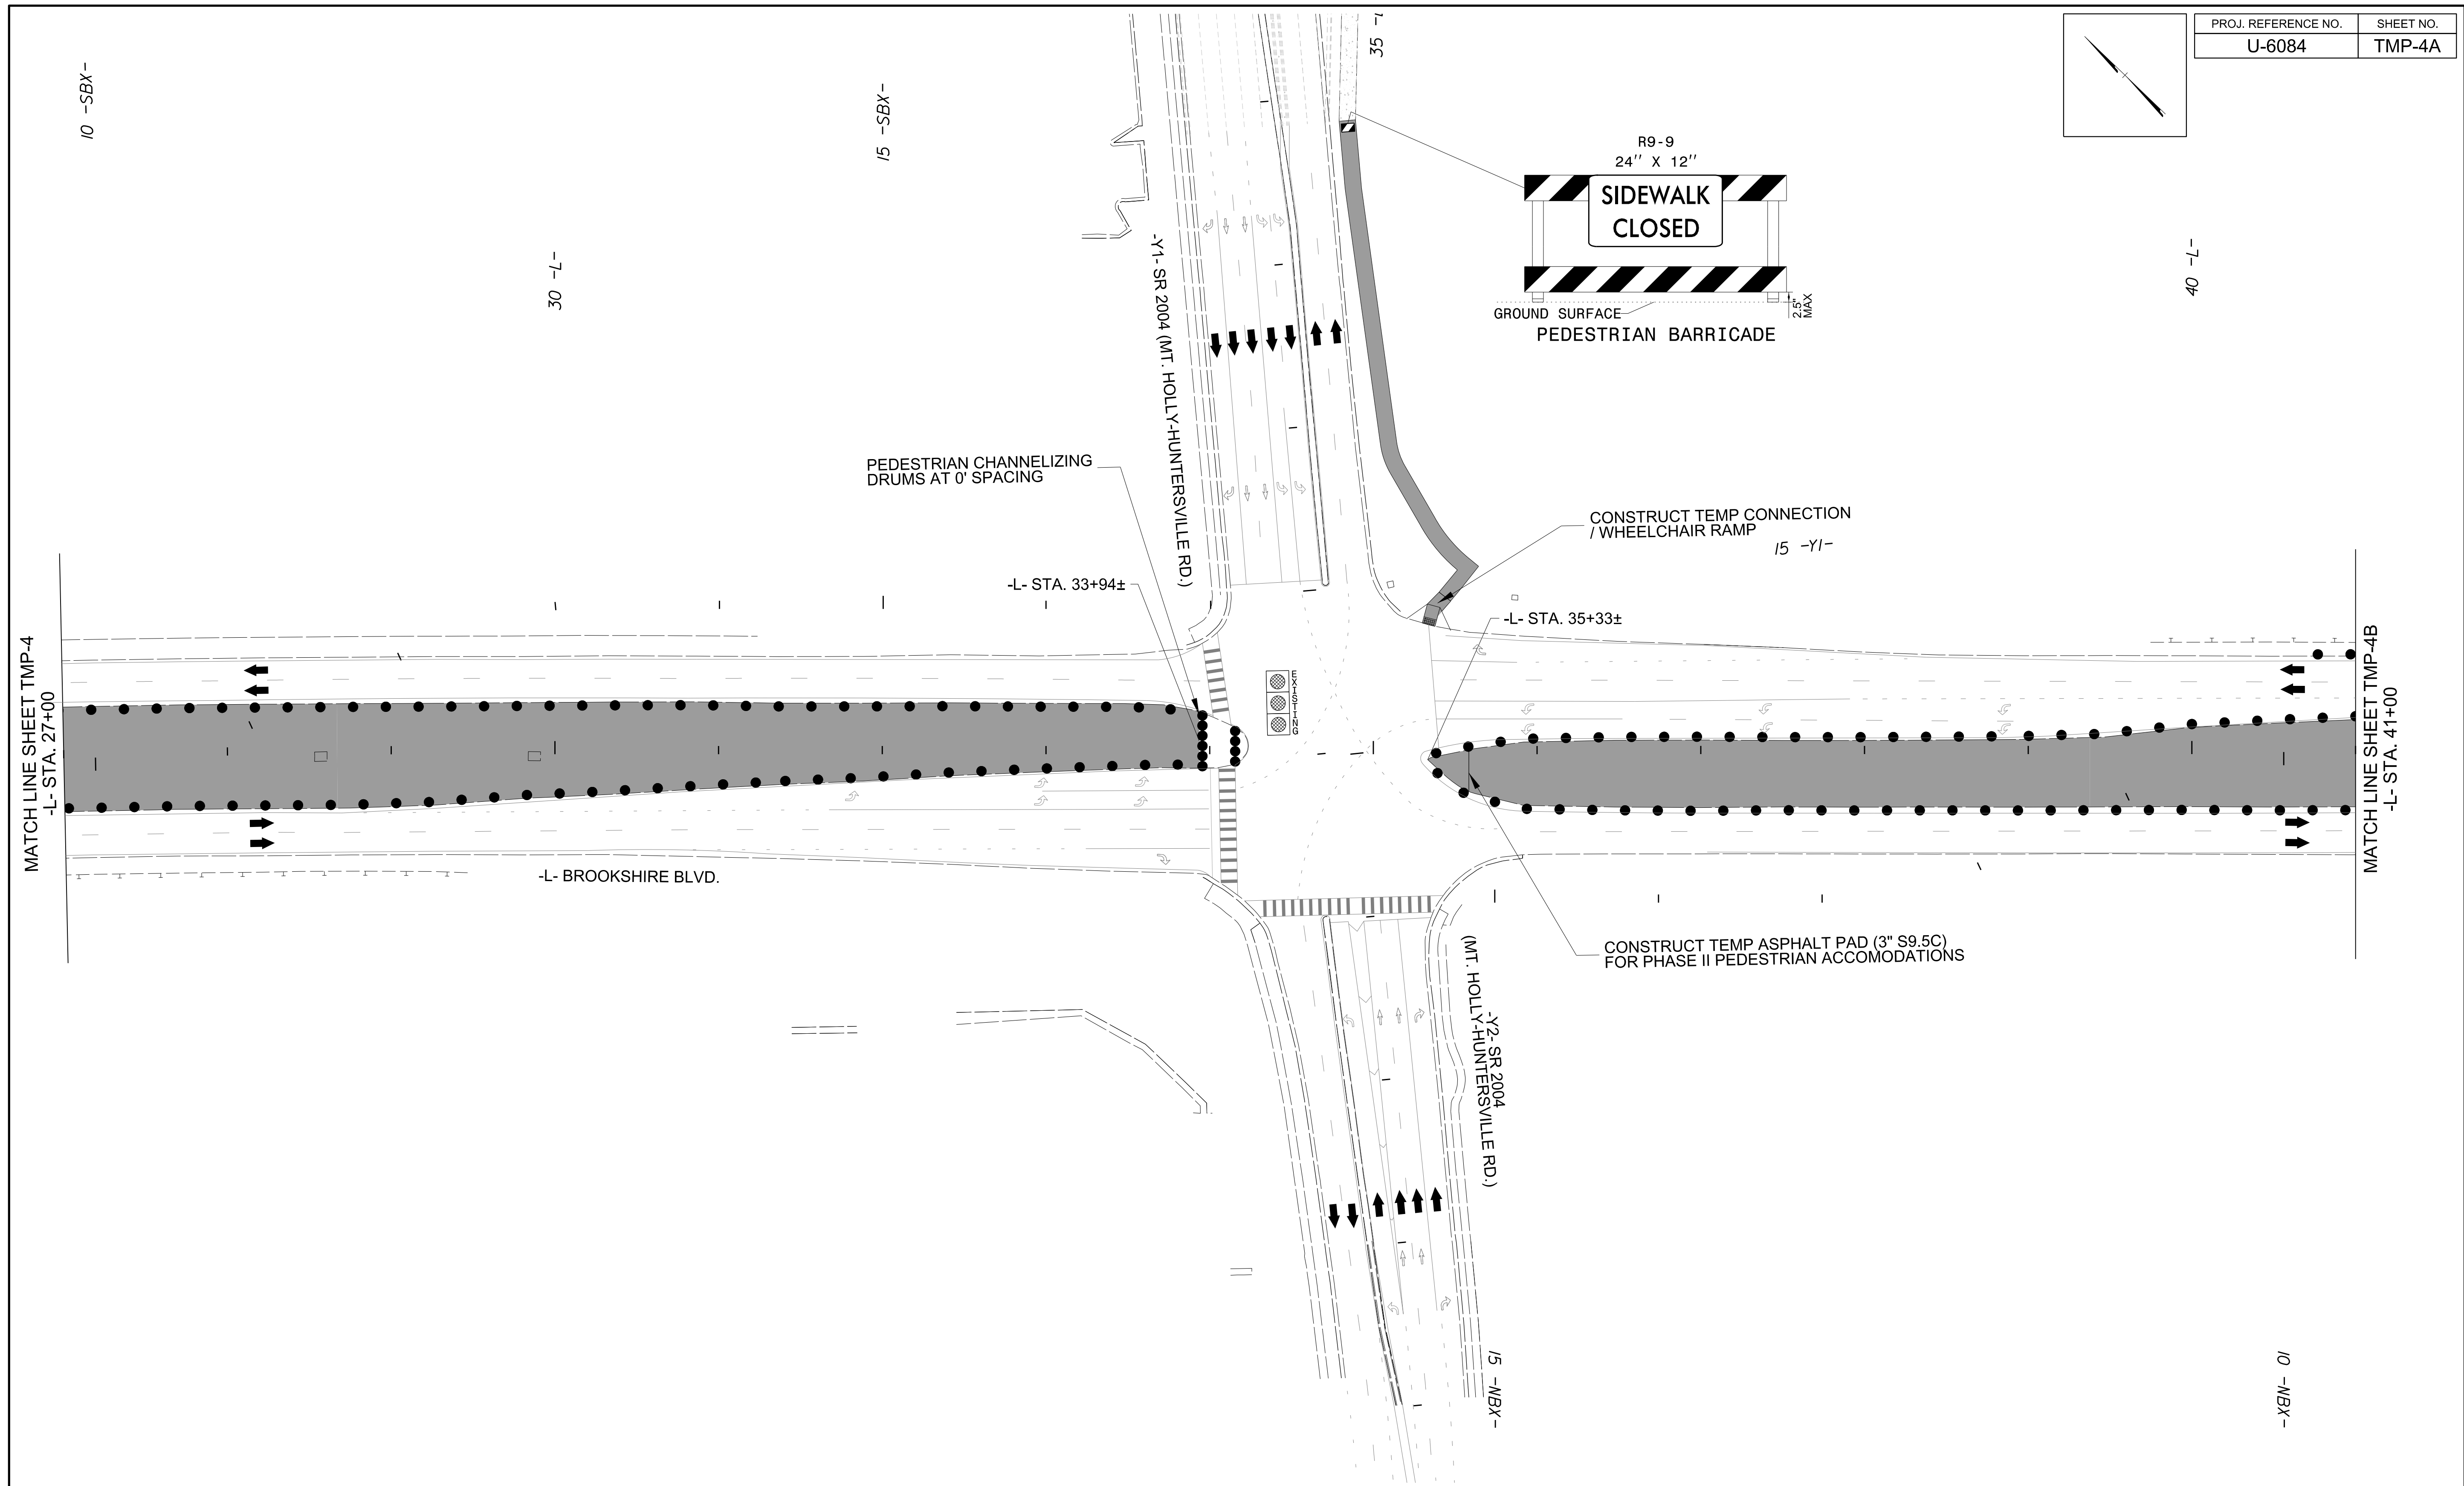 PROJ. REFERENCE NO.
SHEET NO.
U-6084
TMP-4A
10 -SBX-
15 -SBX-
30 -L-
40 -L-
R9-9
24'' X 12''
SIDEWALK
CLOSED
GROUND SURFACE
2.5"
MAX
PEDESTRIAN BARRICADE
-Y1- SR 2004 (MT. HOLLY-HUNTERSVILLE RD.)
PEDESTRIAN CHANNELIZING
DRUMS AT 0' SPACING
CONSTRUCT TEMP CONNECTION
/ WHEELCHAIR RAMP
15 -Y1-
-L- STA. 33+94±
-L- STA. 35+33±
EXISTING
MATCH LINE SHEET TMP-4
-L- STA. 27+00
MATCH LINE SHEET TMP-4B
-L- STA. 41+00
-L- BROOKSHIRE BLVD.
CONSTRUCT TEMP ASPHALT PAD (3" S9.5C)
FOR PHASE II PEDESTRIAN ACCOMODATIONS
-Y2- SR 2004
(MT. HOLLY-HUNTERSVILLE RD.)
15 -NBX-
10 -NBX-